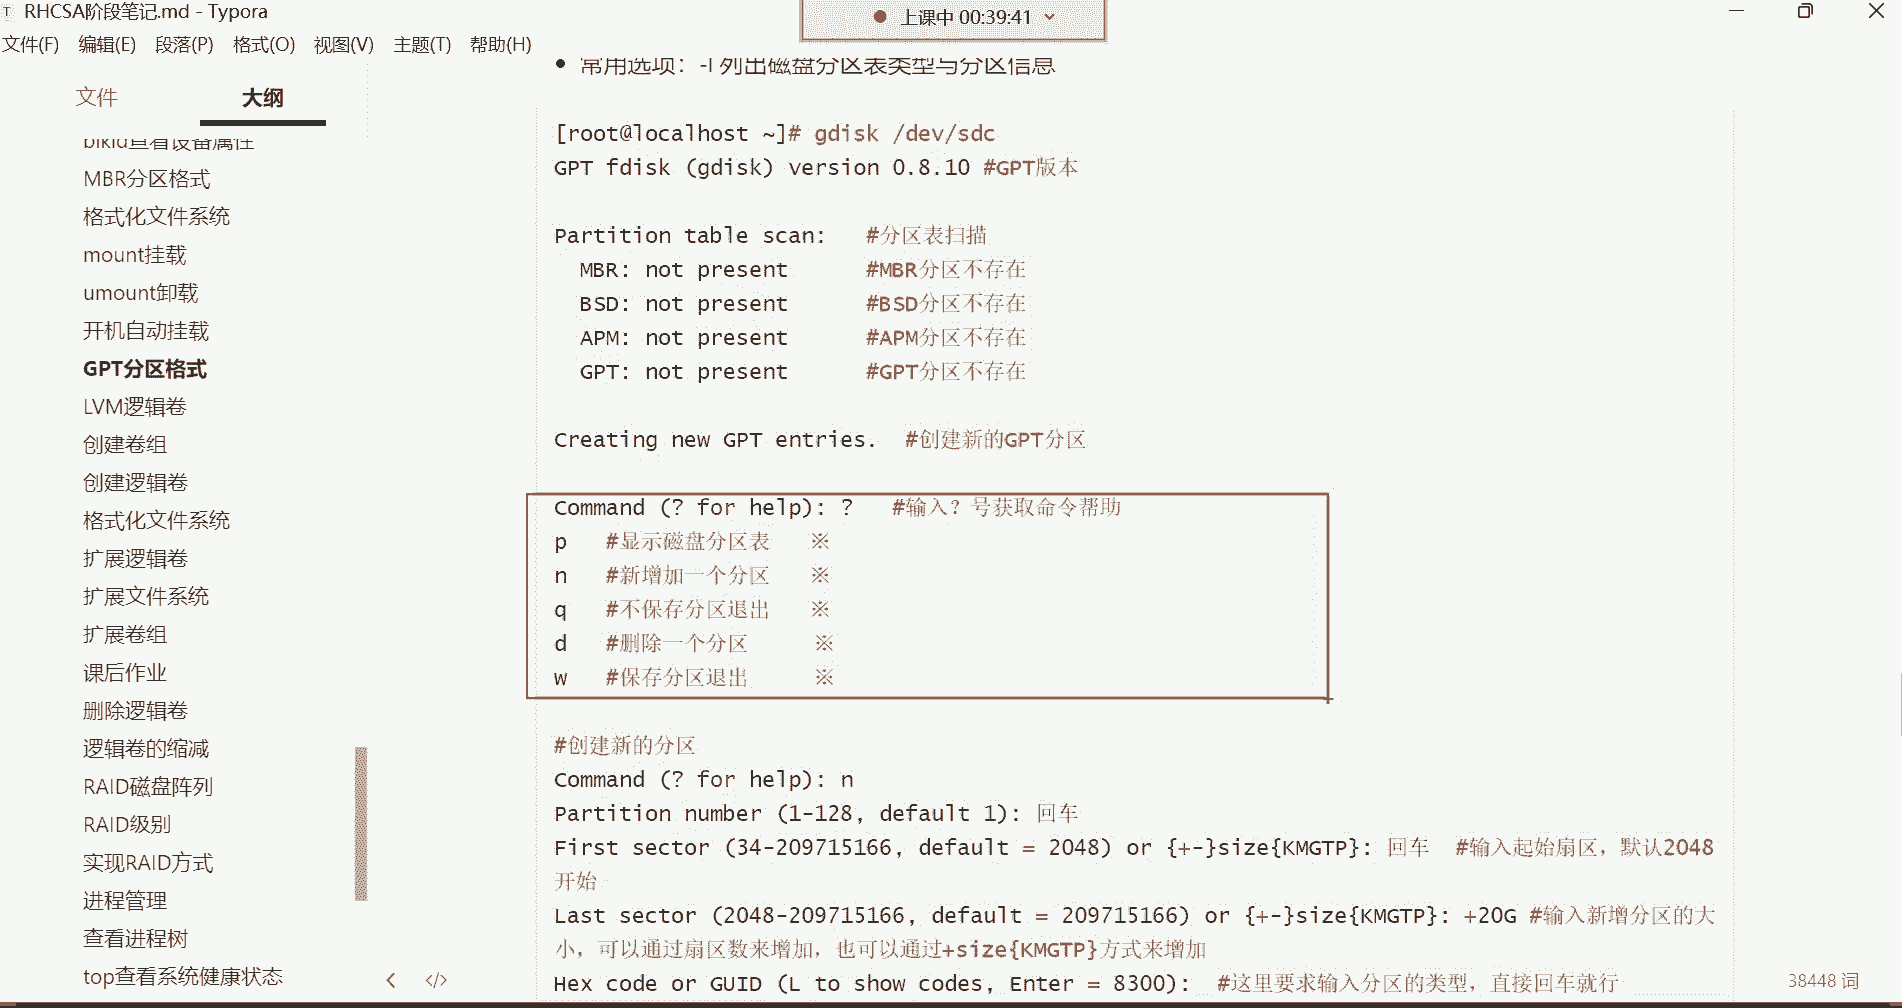 RHCSA阶段笔记.md - Typora
上课中 00:39:41
文件(F) 编辑(E) 段落(P) 格式(O) 视图(V) 主题(T) 帮助(H)
文件 大纲
blkid查看设备属性
MBR分区格式
格式化文件系统
mount挂载
umount卸载
开机自动挂载
GPT分区格式
LVM逻辑卷
创建卷组
创建逻辑卷
格式化文件系统
扩展逻辑卷
扩展文件系统
扩展卷组
课后作业
删除逻辑卷
逻辑卷的缩减
RAID磁盘阵列
RAID级别
实现RAID方式
进程管理
查看进程树
top查看系统健康状态
常用选项：-l 列出磁盘分区表类型与分区信息
[root@localhost ~]# gdisk /dev/sdc
GPT fdisk (gdisk) version 0.8.10 #GPT版本
Partition table scan: #分区表扫描
MBR: not present #MBR分区不存在
BSD: not present #BSD分区不存在
APM: not present #APM分区不存在
GPT: not present #GPT分区不存在
Creating new GPT entries. #创建新的GPT分区
Command (? for help): ? #输入？号获取命令帮助
p #显示磁盘分区表 ※
n #新增加一个分区 ※
q #不保存分区退出 ※
d #删除一个分区 ※
w #保存分区退出 ※
#创建新的分区
Command (? for help): n
Partition number (1-128, default 1): 回车
First sector (34-209715166, default = 2048) or {+-}size{KMGTP}: 回车 #输入起始扇区，默认2048
开始
Last sector (2048-209715166, default = 209715166) or {+-}size{KMGTP}: +20G #输入新增分区的大
小，可以通过扇区数来增加，也可以通过+size{KMGTP}方式来增加
Hex code or GUID (L to show codes, Enter = 8300): #这里要求输入分区的类型，直接回车就行
38448 词